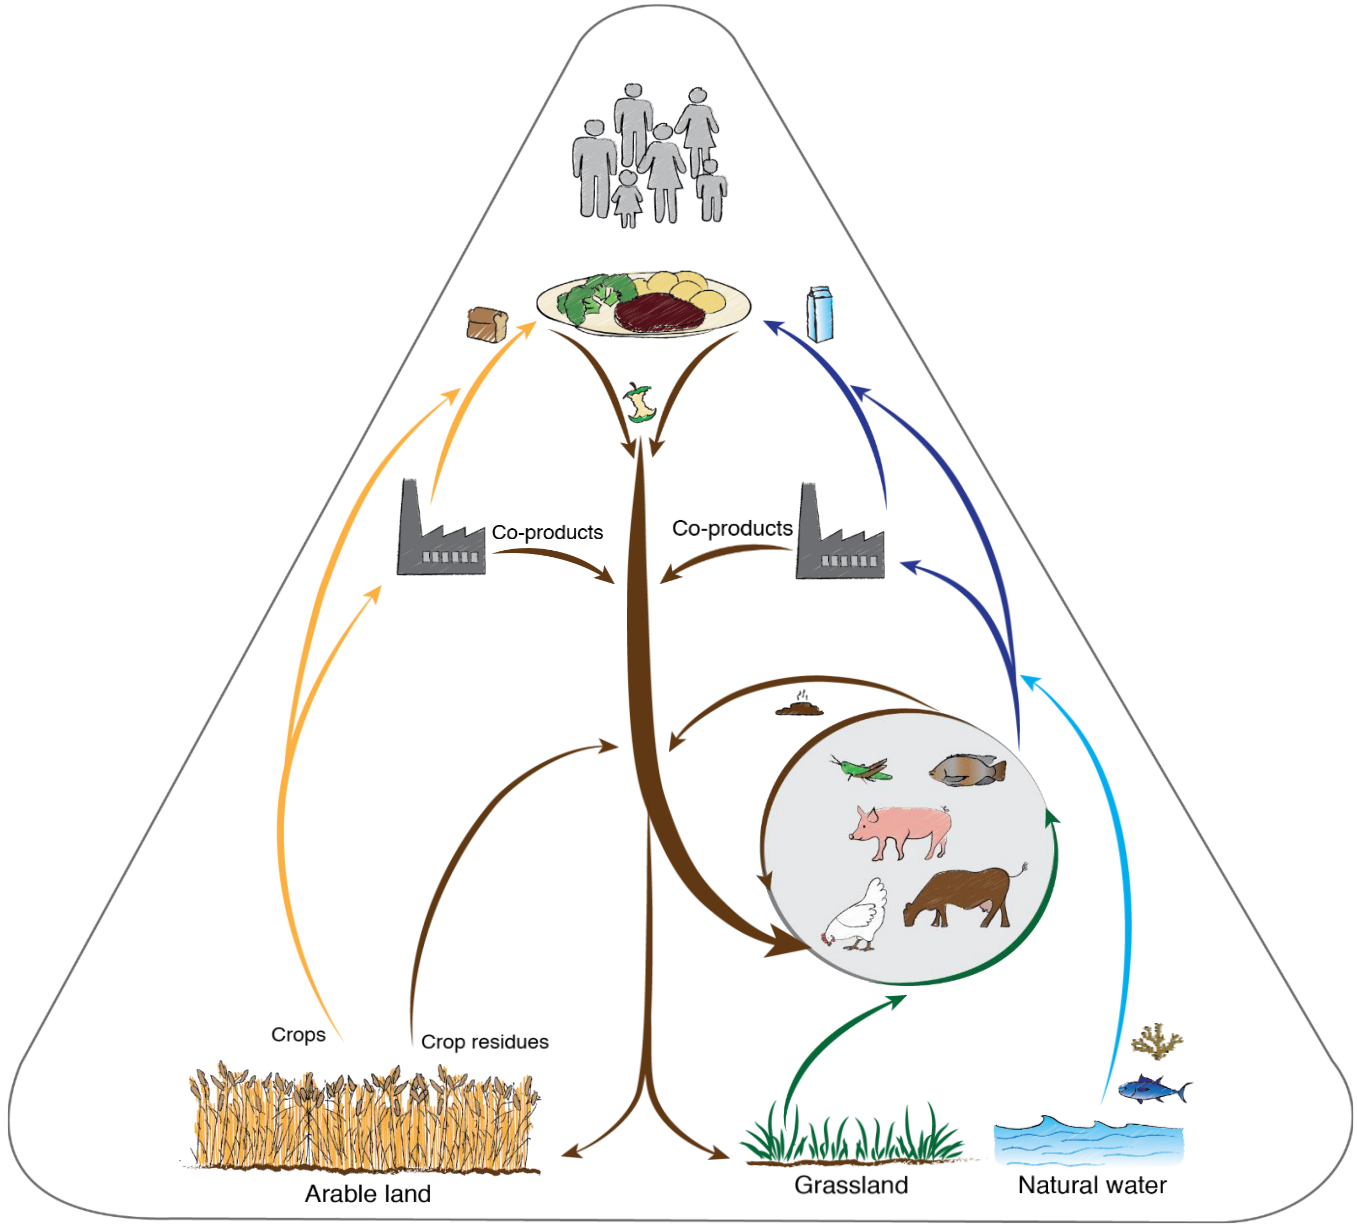 Co-products
Co-products
Crops
Crop residues
Arable land
Grassland
Natural water